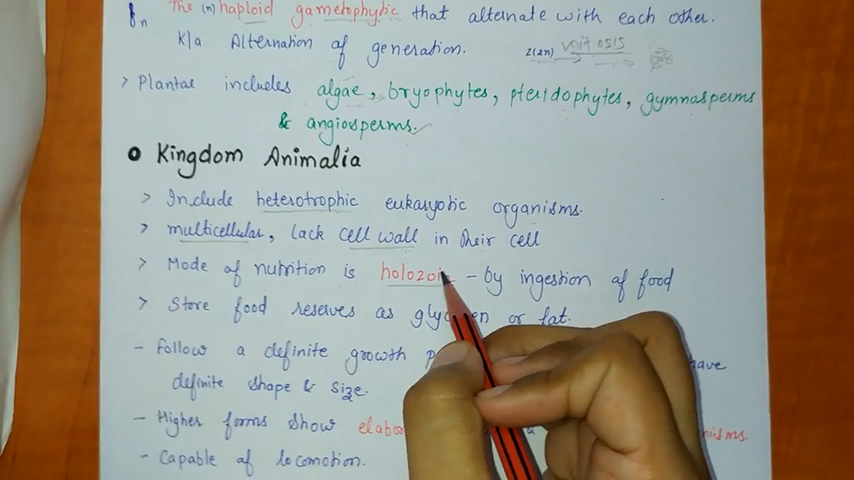 The (n) haploid gametophytic that alternate with each other.
K/a Alternation of generation.
> Plantae includes algae, bryophytes, pteridophytes, gymnosperms
& angiosperms.
Kingdom Animalia
> Include heterotrophic eukaryotic organisms.
> multicellular, lack cell wall in their cell
> Mode of nutrition is holozoi - by ingestion of food
> Store food reserves as or fat.
- Follow a definite growth have
definite shape & size.
- Higher forms show
- Capable of locomotion.